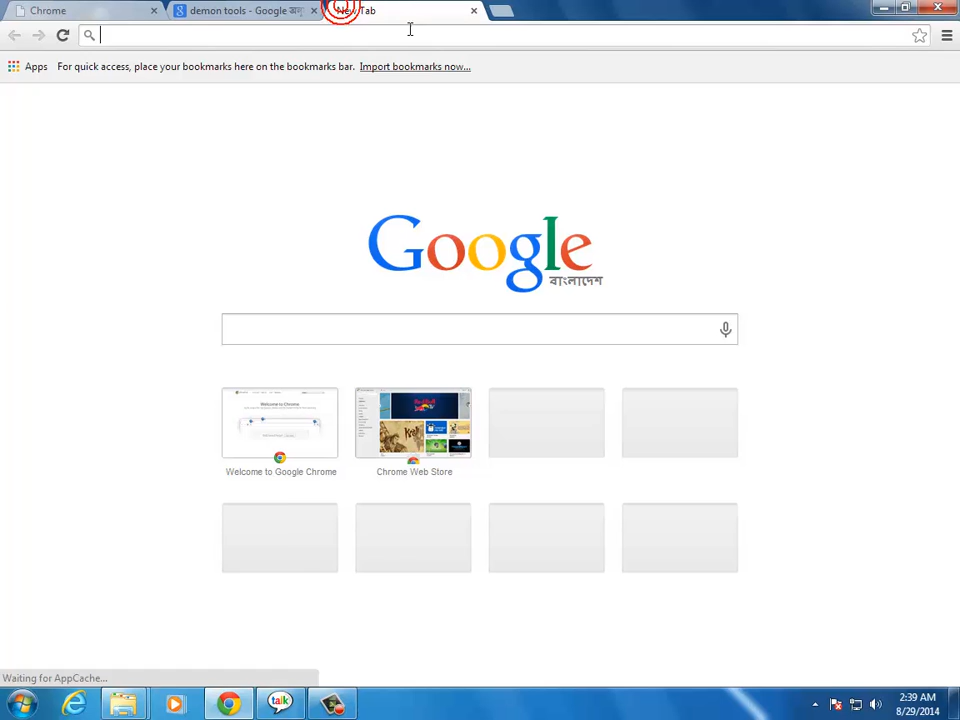 Chrome
demon tools - Google
Tab
Apps
For quick access, place your bookmarks here on the bookmarks bar. Import bookmarks now...
Google
বাংলাদেশ
Welcome to Google Chrome
Chrome Web Store
Waiting for AppCache...
talk
2:39 AM
8/29/2014